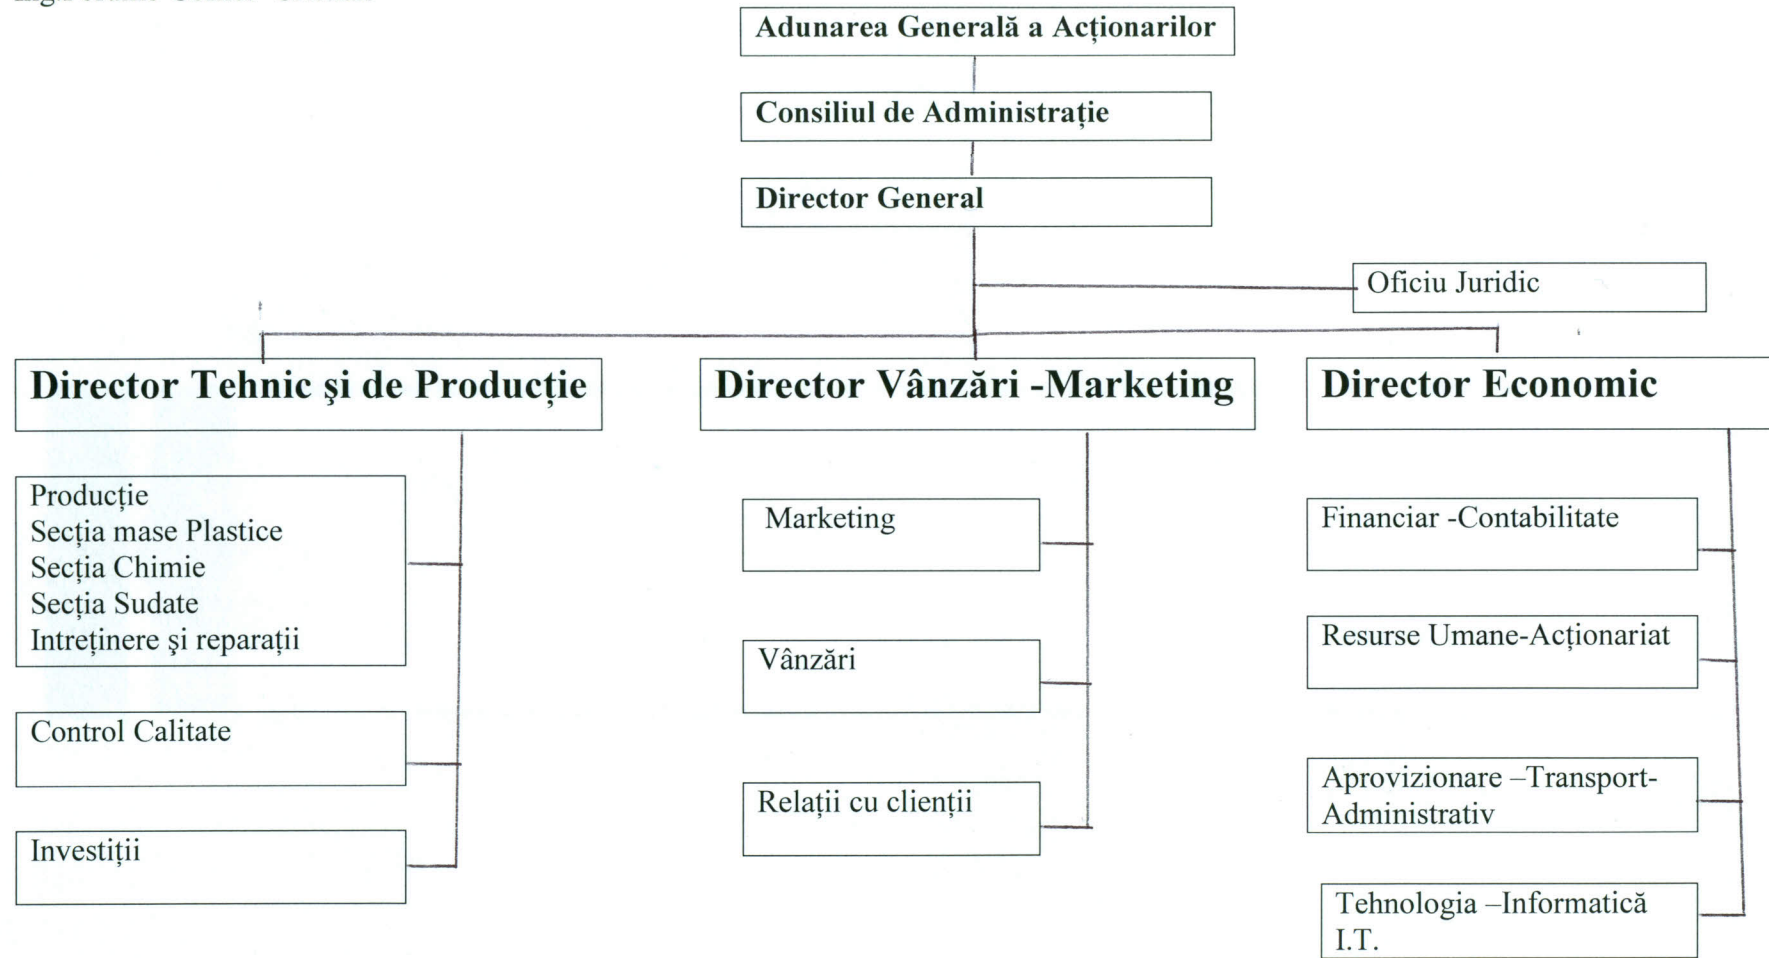 Adunarea Generală a Acționarilor
Consiliul de Administrație
Director General
Oficiu Juridic
Director Tehnic şi de Producție
Director Vânzări -Marketing
Director Economic
Producție
Secția mase Plastice
Secția Chimie
Secția Sudate
Intreținere şi reparații
Control Calitate
Investiții
Marketing
Vânzări
Relații cu clienții
Financiar -Contabilitate
Resurse Umane-Acționariat
Aprovizionare –Transport-
Administrativ
Tehnologia –Informatică
I.T.